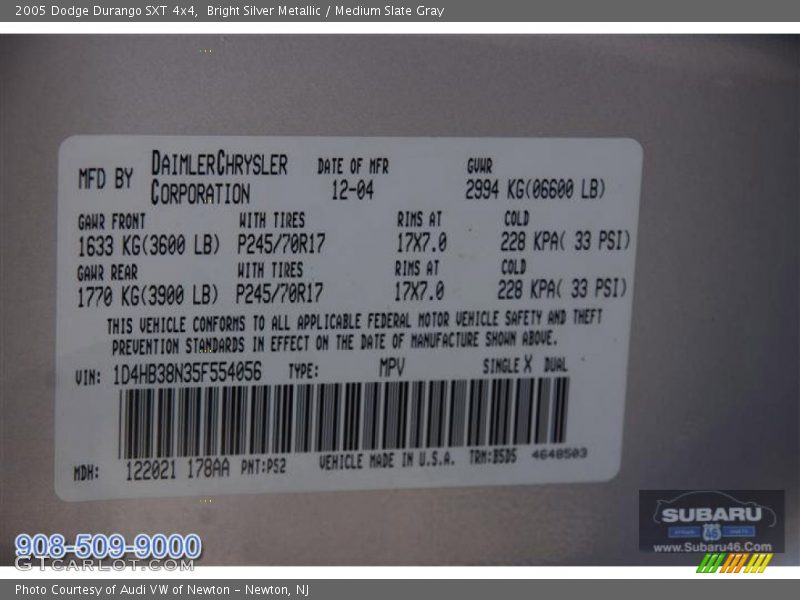 2005 Dodge Durango SXT 4x4,  Bright Silver Metallic / Medium Slate Gray
MFD BY DAIMLERCHRYSLER CORPORATION
DATE OF MFR 12-04
GVWR 2994 KG(06600 LB)
GAWR FRONT WITH TIRES RIMS AT COLD
1633 KG(3600 LB) P245/70R17 17X7.0 228 KPA( 33 PSI)
GAWR REAR WITH TIRES RIMS AT COLD
1770 KG(3900 LB) P245/70R17 17X7.0 228 KPA( 33 PSI)
THIS VEHICLE CONFORMS TO ALL APPLICABLE FEDERAL MOTOR VEHICLE SAFETY AND THEFT
PREVENTION STANDARDS IN EFFECT ON THE DATE OF MANUFACTURE SHOWN ABOVE.
VIN: 1D4HB38N35F554056 TYPE: MPV SINGLE X DUAL
MDH: 122021 178AA PNT:PS2 VEHICLE MADE IN U.S.A. TRM:B5D5 4648503
908-509-9000
GTCarLot.com
SUBARU
46
www.Subaru46.Com
Photo Courtesy of Audi VW of Newton - Newton, NJ